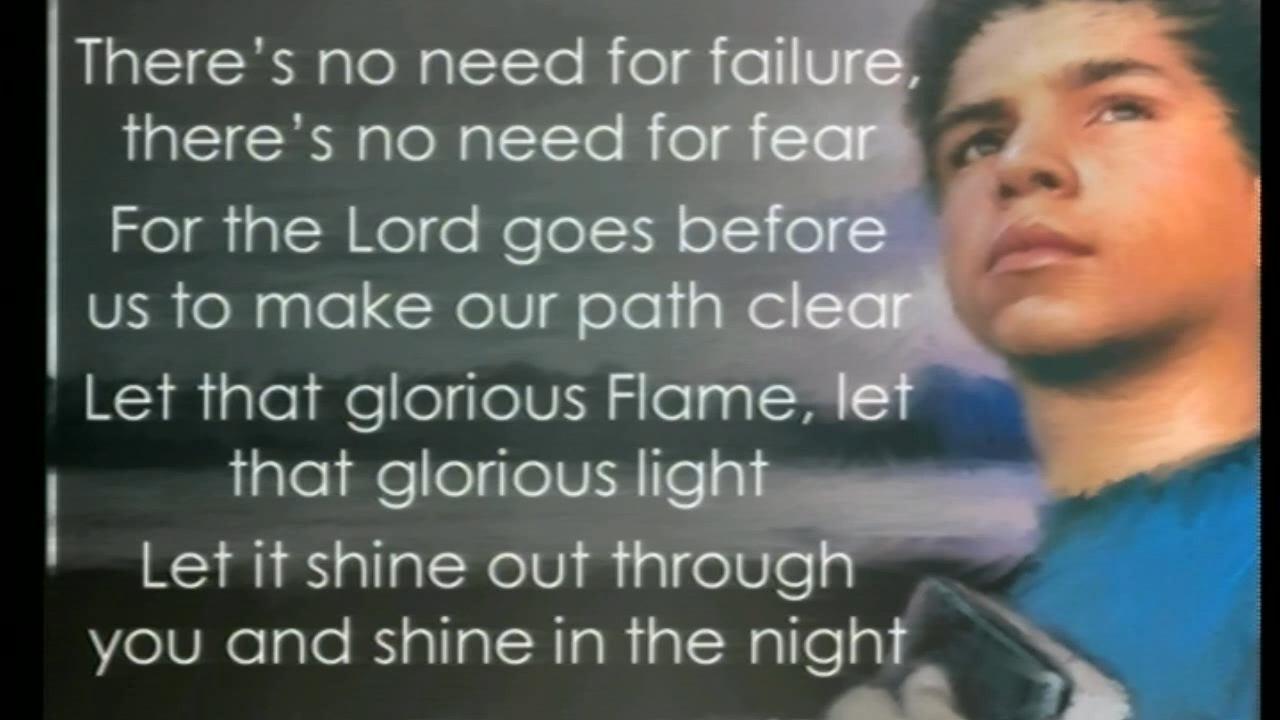 There's no need for failure,
there's no need for fear
For the Lord goes before
us to make our path clear
Let that glorious Flame, let
that glorious light
Let it shine out through
you and shine in the night